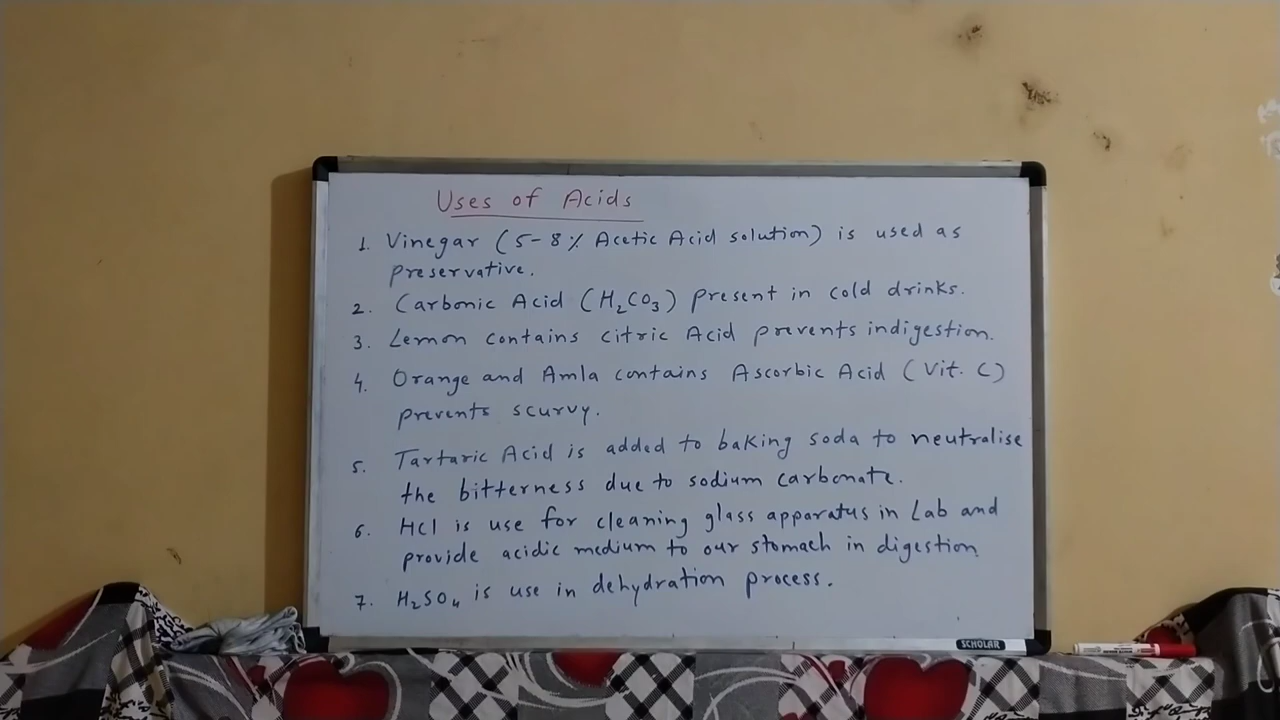 Uses of Acids
1. Vinegar (5-8% Acetic Acid solution) is used as
preservative.
2. Carbonic Acid (H₂CO₃) present in cold drinks.
3. Lemon contains citric Acid prevents indigestion.
4. Orange and Amla contains Ascorbic Acid (Vit. C)
prevents scurvy.
5. Tartaric Acid is added to baking soda to neutralise
the bitterness due to sodium carbonate.
6. HCl is use for cleaning glass apparatus in Lab and
provide acidic medium to our stomach in digestion
7. H₂SO₄ is use in dehydration process.
SCHOLAR